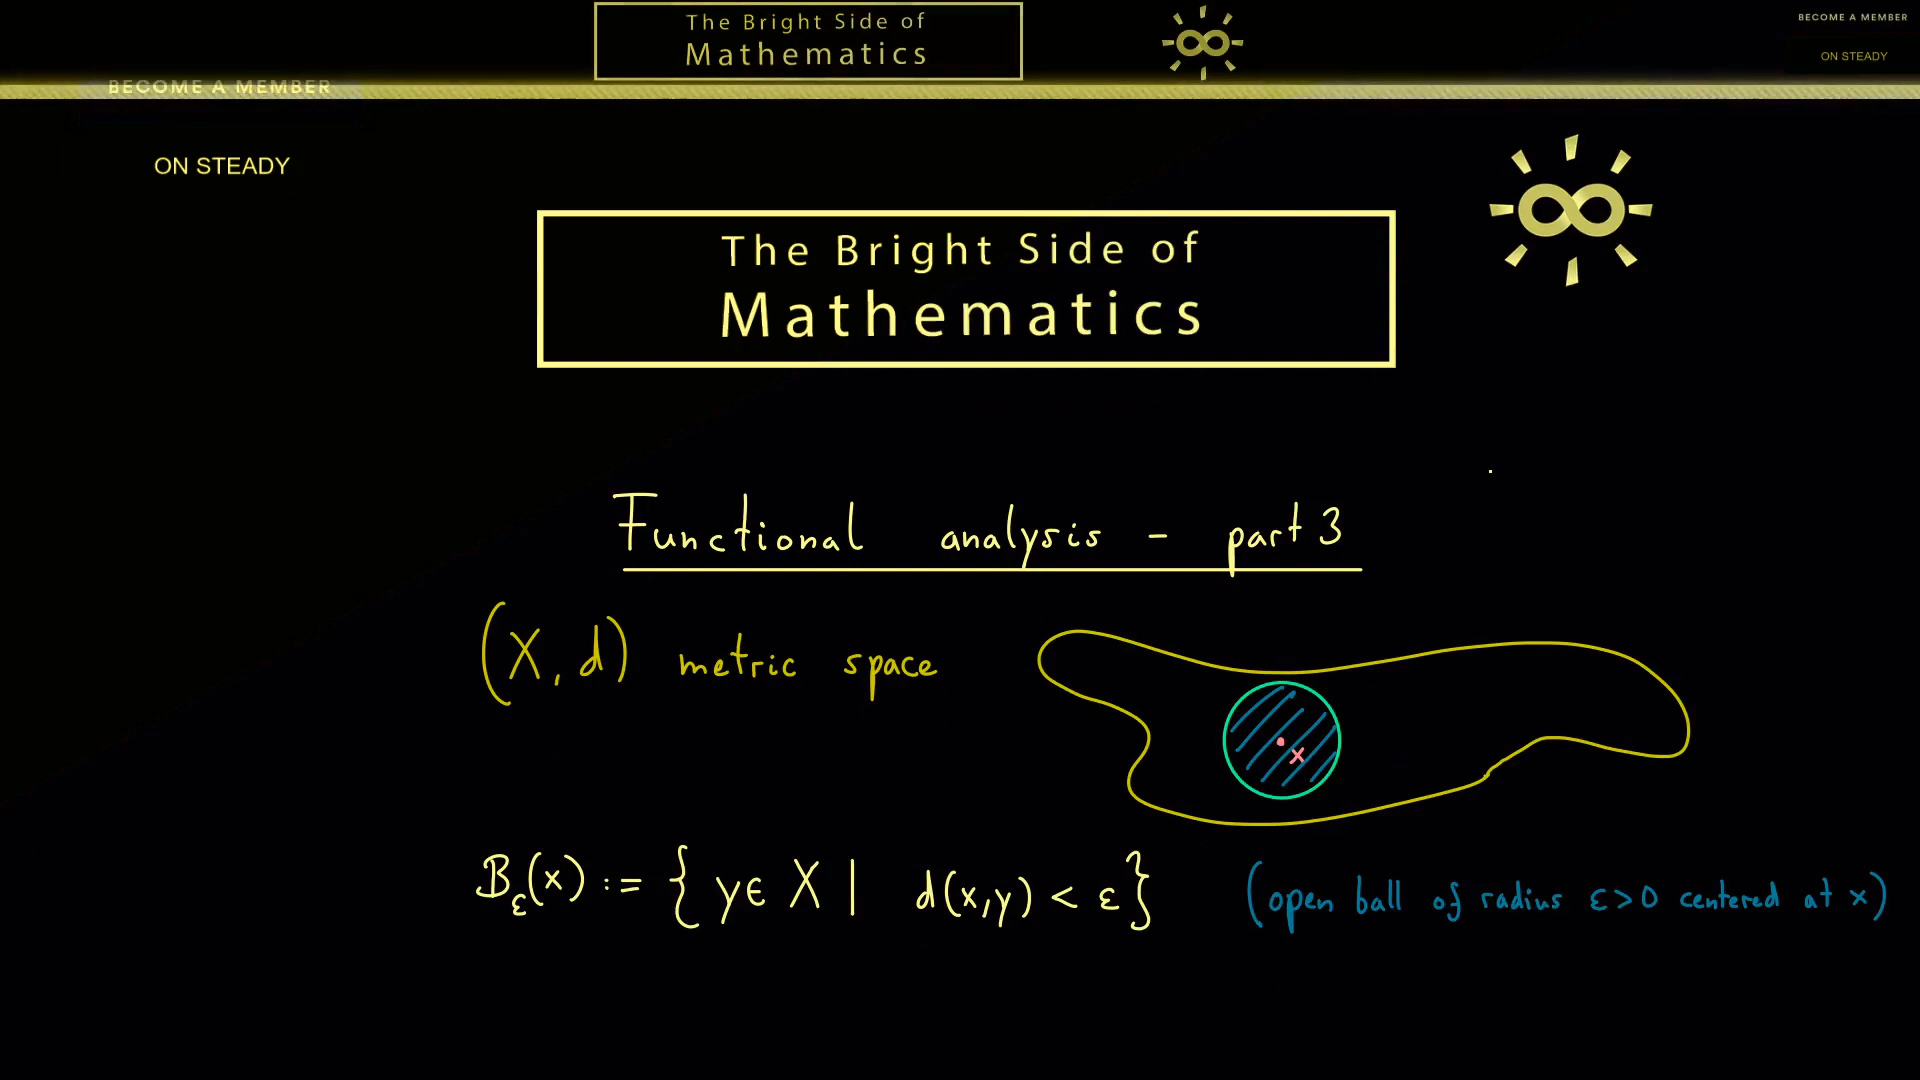 The Bright Side of
Mathematics
BECOME A MEMBER
ON STEADY
BECOME A MEMBER
ON STEADY
The Bright Side of
Mathematics
Functional analysis - part 3
(X, d) metric space
x
B_ε(x) := { y ∈ X | d(x,y) < ε } (open ball of radius ε>0 centered at x)